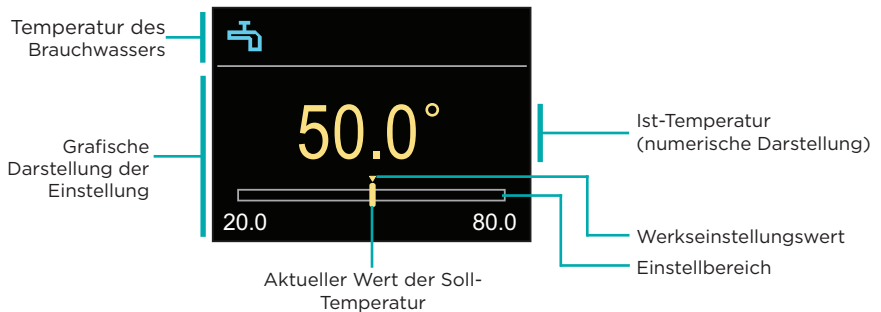 Temperatur des
Brauchwassers
50.0°
Ist-Temperatur
(numerische Darstellung)
Grafische
Darstellung der
Einstellung
20.0
80.0
Werkseinstellungswert
Einstellbereich
Aktueller Wert der Soll-
Temperatur